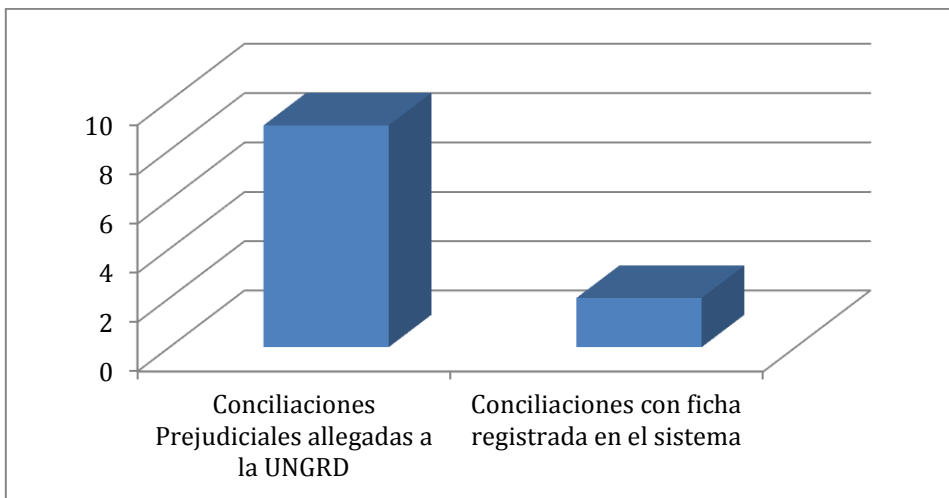 10
8
6
4
2
0
Conciliaciones
Prejudiciales allegadas a
la UNGRD
Conciliaciones con ficha
registrada en el sistema